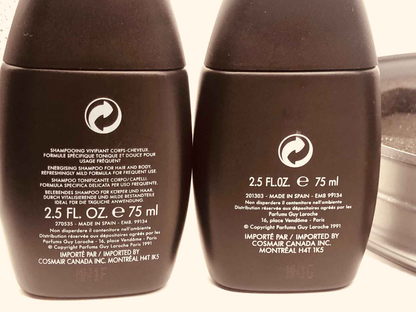 SHAMPOOING VIVIFIANT CORPS-CHEVEUX.
FORMULE SPÉCIFIQUE TONIQUE ET DOUCE POUR
USAGE FRÉQUENT
ENERGISING SHAMPOO FOR HAIR AND BODY.
REFRESHINGLY MILD FORMULA FOR FREQUENT USE.
SHAMPOO TONIFICANTE CORPO/CAPELLI.
FORMULA SPECIFICA DELICATA PER USO FREQUENTE.
BELEBENDES SHAMPOO FÜR KÖRPER UND HAAR.
DURCH VITALISIERENDE UND MILDE BESTANDTEILE
IDEAL FÜR DIE TÄGLICHE ANWENDUNG
2.5 FL. OZ. e 75 ml
270535 - MADE IN SPAIN - EMB 99134
Non disperdere il contenitore nell'ambiente
Distribution réservée aux dépositaires agréés par les
Parfums Guy Laroche - 16, place Vendôme - Paris
© Copyright Parfums Guy Laroche Paris 1991
IMPORTÉ PAR / IMPORTED BY
COSMAIR CANADA INC. MONTRÉAL H4T 1K5
2.5 FL.OZ. e 75 ml
201303 - MADE IN SPAIN - EMB 99134
Non disperdere il contenitore nell'ambiente
Distribution réservée aux dépositaires agréés par les
Parfums Guy Laroche
16, place Vendôme - Paris
© Copyright Parfums Guy Laroche Paris 1991
IMPORTÉ PAR / IMPORTED BY
COSMAIR CANADA INC.
MONTRÉAL H4T 1K5